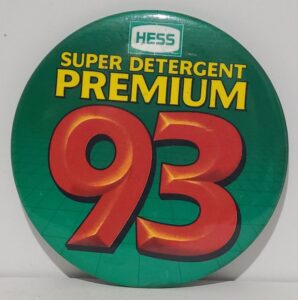 HESS
SUPER DETERGENT
PREMIUM
93